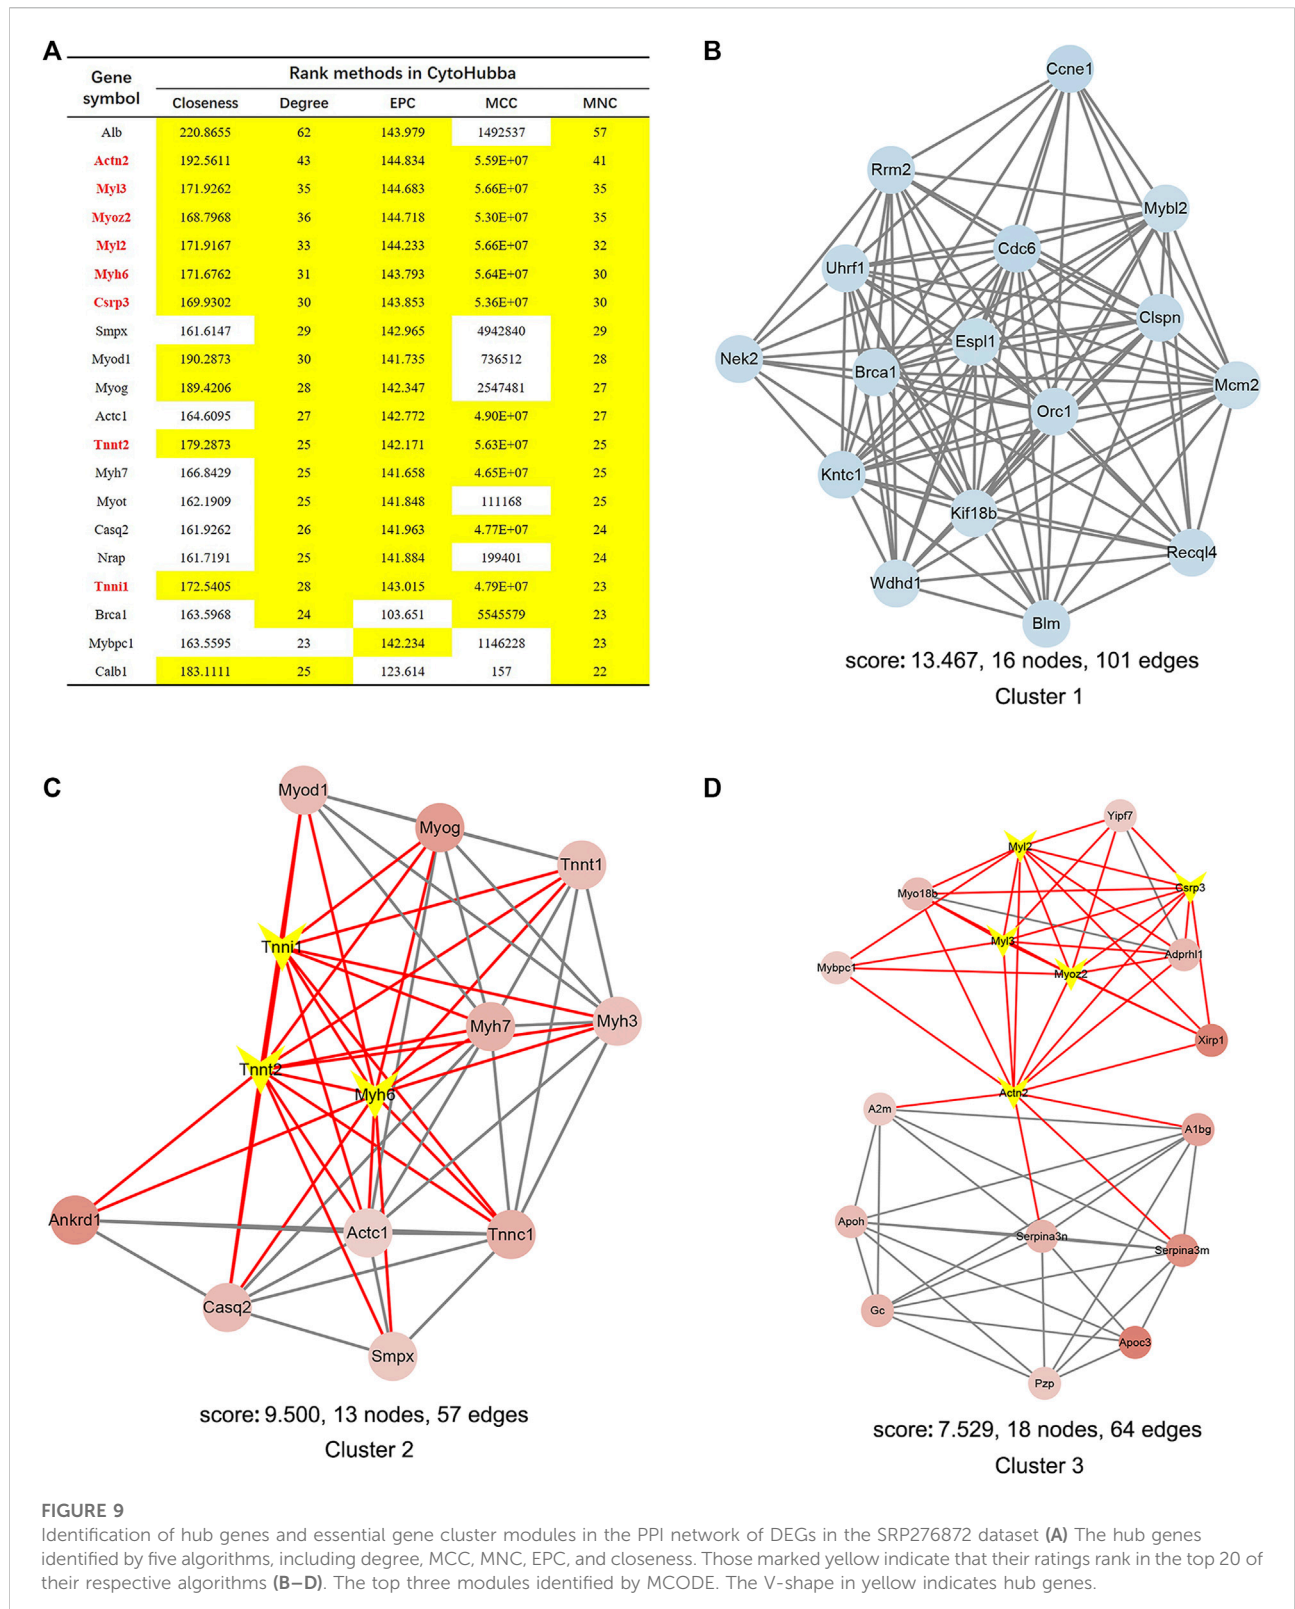 A
Gene symbol
Rank methods in CytoHubba
Closeness Degree EPC MCC MNC
Alb 220.8655 62 143.979 1492537 57
Actn2 192.5611 43 144.834 5.59E+07 41
Myl3 171.9262 35 144.683 5.66E+07 35
Myoz2 168.7968 36 144.718 5.30E+07 35
Myl2 171.9167 33 144.233 5.66E+07 32
Myh6 171.6762 31 143.793 5.64E+07 30
Csrp3 169.9302 30 143.853 5.36E+07 30
Smpx 161.6147 29 142.965 4942840 29
Myod1 190.2873 30 141.735 736512 28
Myog 189.4206 28 142.347 2547481 27
Actc1 164.6095 27 142.772 4.90E+07 27
Tnnt2 179.2873 25 142.171 5.63E+07 25
Myh7 166.8429 25 141.658 4.65E+07 25
Myot 162.1909 25 141.848 111168 25
Casq2 161.9262 26 141.963 4.77E+07 24
Nrap 161.7191 25 141.884 199401 24
Tnni1 172.5405 28 143.015 4.79E+07 23
Brca1 163.5968 24 103.651 5545579 23
Mybpc1 163.5595 23 142.234 1146228 23
Calb1 183.1111 25 123.614 157 22
B
Ccne1
Rrm2
Mybl2
Cdc6
Uhrf1
Clspn
Espl1
Nek2
Brca1
Mcm2
Orc1
Kntc1
Kif18b
Recql4
Wdhd1
Blm
score: 13.467, 16 nodes, 101 edges
Cluster 1
C
Myod1
Myog
Tnnt1
Tnni1
Myh7
Myh3
Tnnt2
Myh6
Ankrd1
Actc1
Tnnc1
Casq2
Smpx
score: 9.500, 13 nodes, 57 edges
Cluster 2
D
Yipf7
Myl2
Csrp3
Myo18b
Myl3
Adprhl1
Mybpc1
Myoz2
Xirp1
Actn2
A2m
A1bg
Apoh
Serpina3n
Serpina3m
Gc
Apoc3
Pzp
score: 7.529, 18 nodes, 64 edges
Cluster 3
FIGURE 9
Identification of hub genes and essential gene cluster modules in the PPI network of DEGs in the SRP276872 dataset (A) The hub genes
identified by five algorithms, including degree, MCC, MNC, EPC, and closeness. Those marked yellow indicate that their ratings rank in the top 20 of
their respective algorithms (B–D). The top three modules identified by MCODE. The V-shape in yellow indicates hub genes.